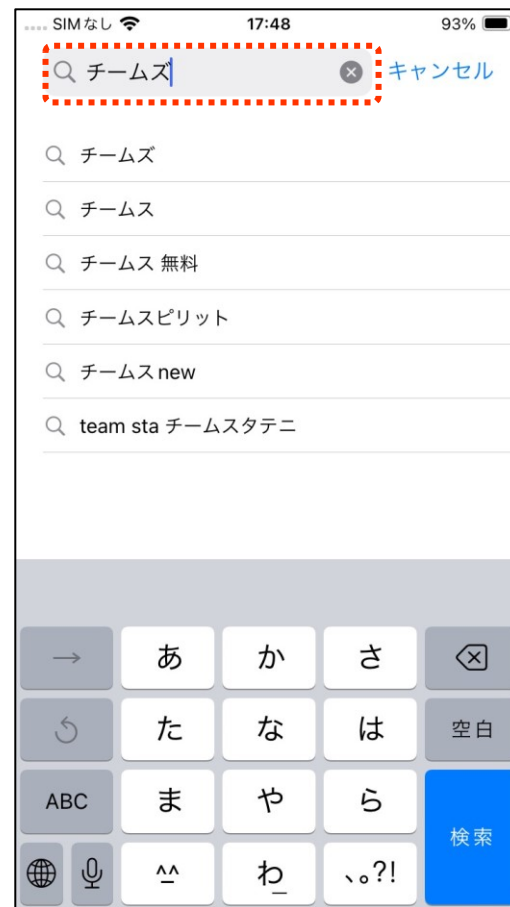 SIMなし 17:48 93%
チームズ キャンセル
チームズ
チームス
チームス 無料
チームスピリット
チームス new
team sta チームスタテニ
→ あ か さ
た な は 空白
ABC ま や ら 検索
^^ わ_ 、。?!